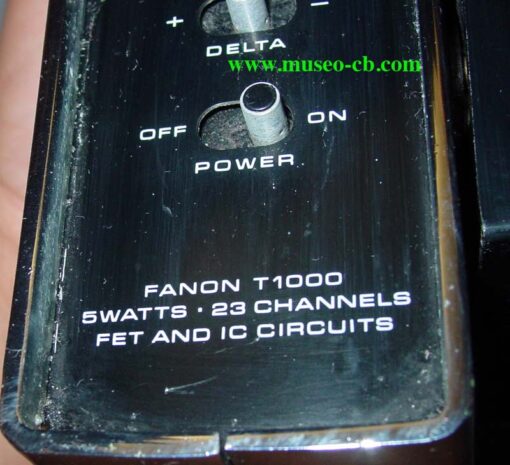 + −
DELTA
www.museo-cb.com
OFF ON
POWER
FANON T1000
5WATTS · 23 CHANNELS
FET AND IC CIRCUITS